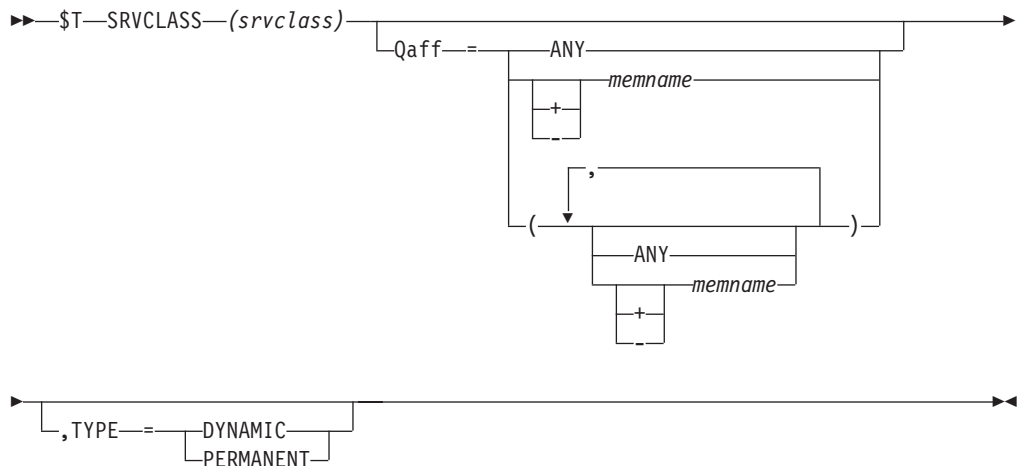 $T SRVCLASS (srvclass)
Qaff = ANY
memname
+
-
,
( )
ANY
memname
+
-
,TYPE = DYNAMIC
PERMANENT